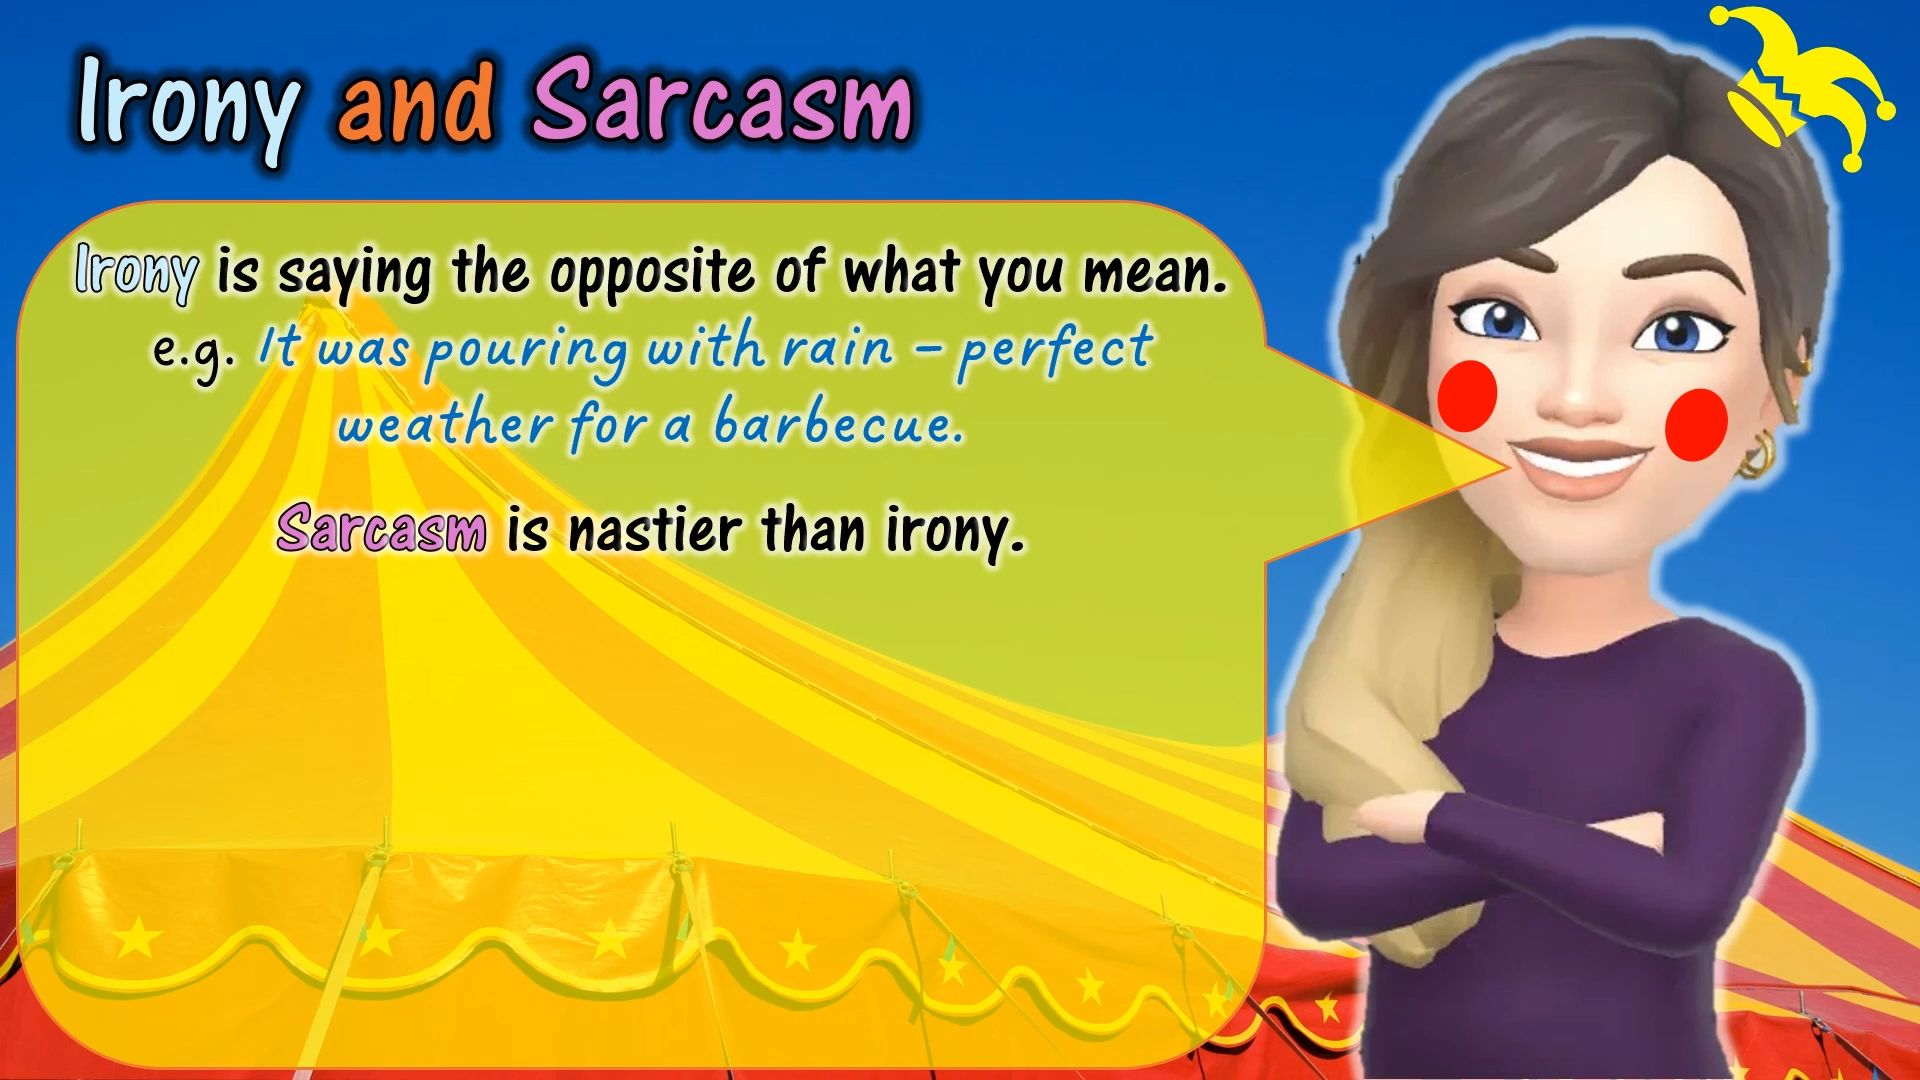 Irony and Sarcasm
Irony is saying the opposite of what you mean.
e.g. It was pouring with rain – perfect
weather for a barbecue.
Sarcasm is nastier than irony.